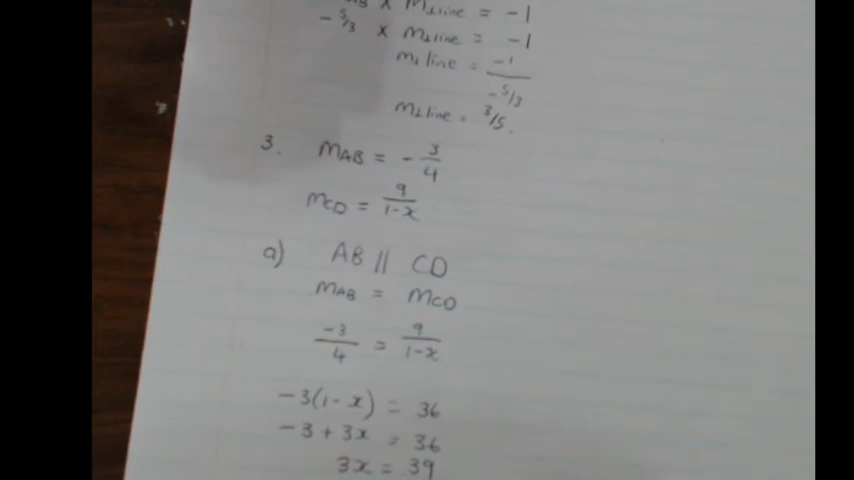 x m⊥line = -1
-5/3 x m⊥line = -1
m⊥line = -1/-5/3
m⊥line = 3/5.
3. mAB = -3/4
mCD = 9/1-x
a) AB || CD
mAB = mCD
-3/4 = 9/1-x
-3(1-x) = 36
-3+3x = 36
3x = 39